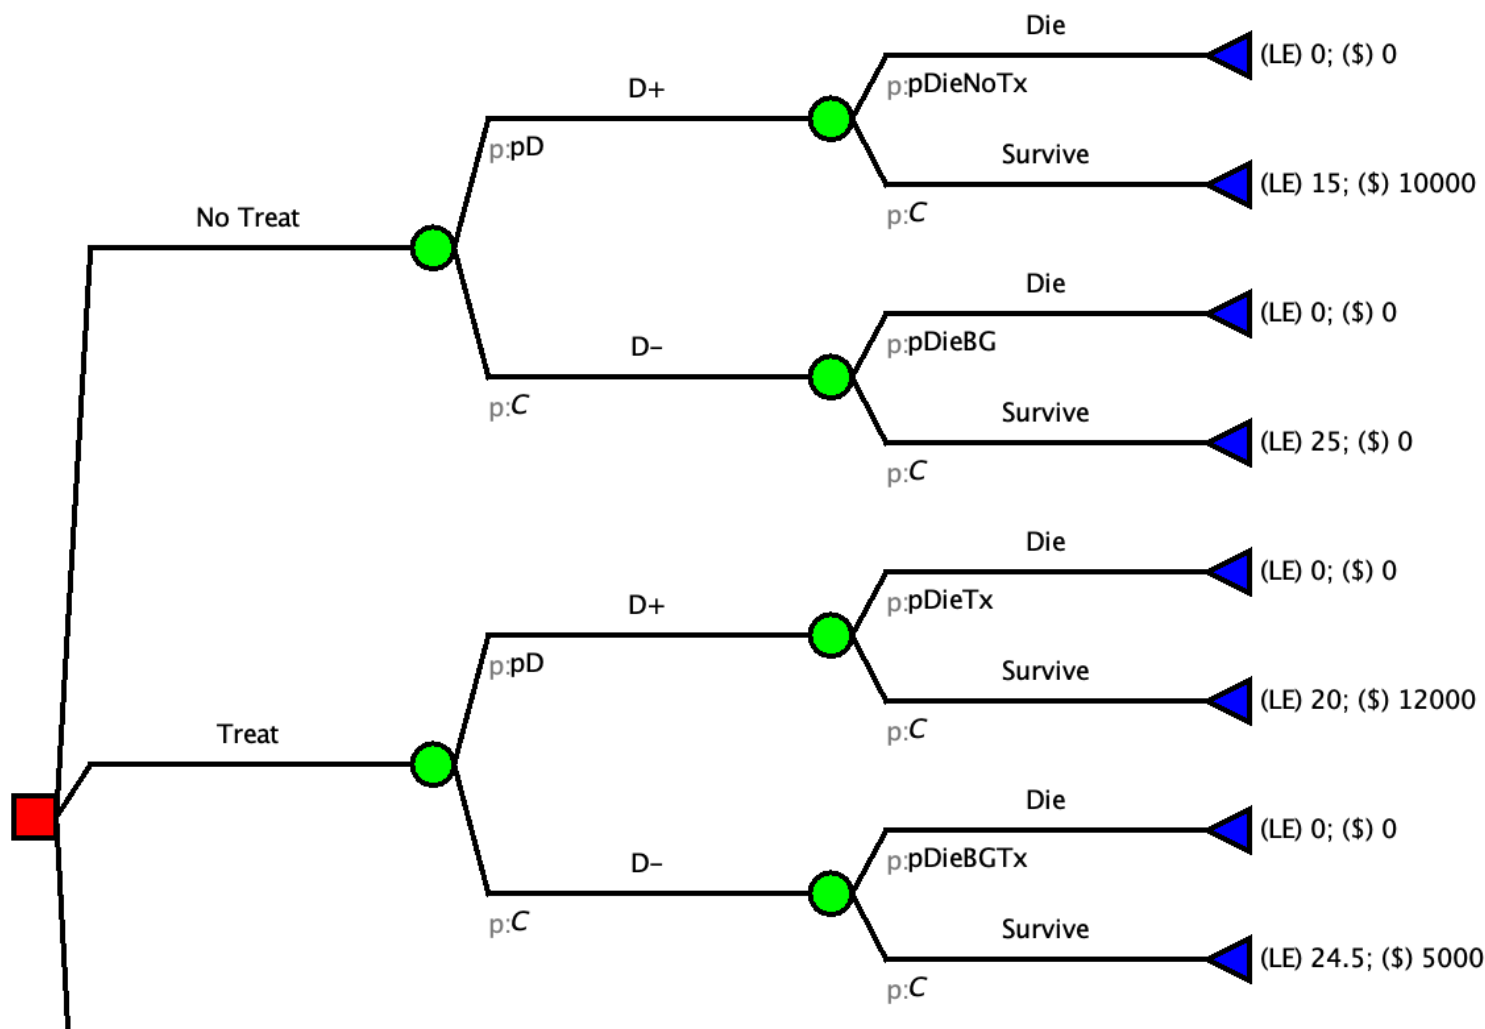 Die
(LE) 0; ($) 0
D+
p:pDieNoTx
p:pD
Survive
(LE) 15; ($) 10000
No Treat
p:C
Die
(LE) 0; ($) 0
D–
p:pDieBG
p:C
Survive
(LE) 25; ($) 0
p:C
Die
(LE) 0; ($) 0
D+
p:pDieTx
p:pD
Survive
(LE) 20; ($) 12000
Treat
p:C
Die
(LE) 0; ($) 0
D–
p:pDieBGTx
p:C
Survive
(LE) 24.5; ($) 5000
p:C